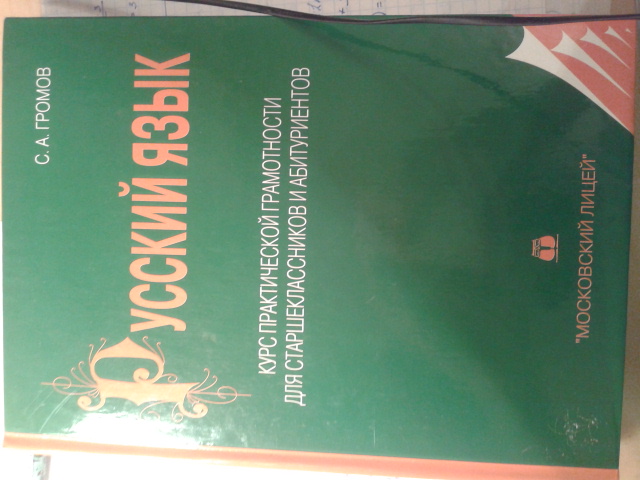 С. А. ГРОМОВ
РУССКИЙ ЯЗЫК
КУРС ПРАКТИЧЕСКОЙ ГРАМОТНОСТИ
ДЛЯ СТАРШЕКЛАССНИКОВ И АБИТУРИЕНТОВ
"МОСКОВСКИЙ ЛИЦЕЙ"